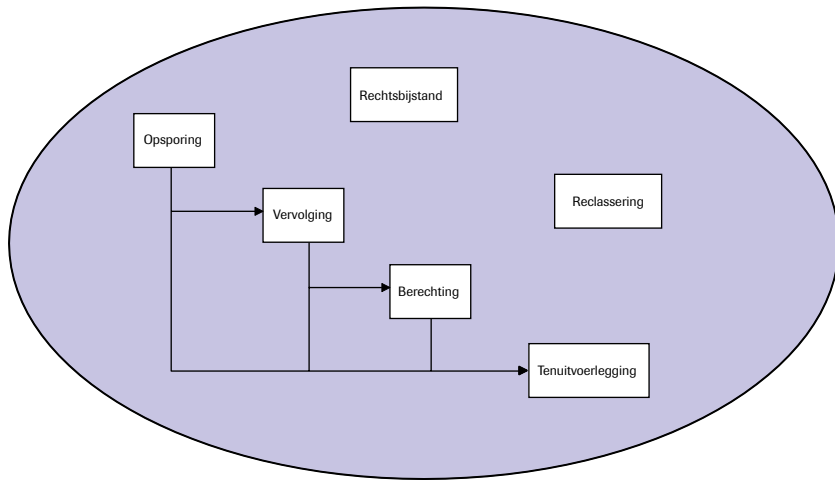 Rechtsbijstand
Opsporing
Reclassering
Vervolging
Berechting
Tenuitvoerlegging